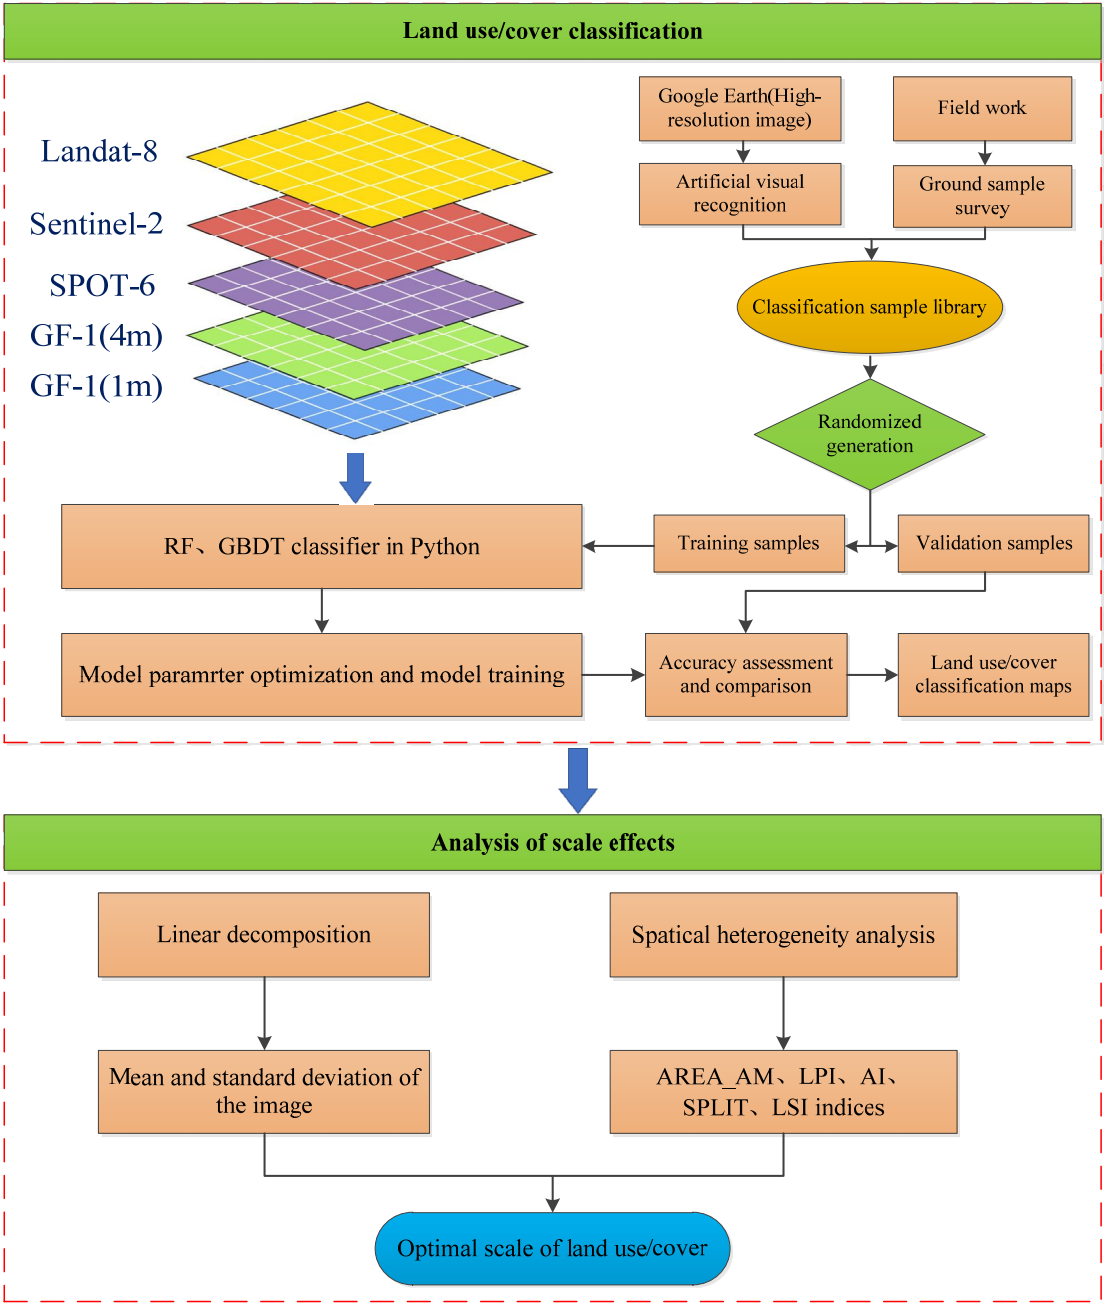 Land use/cover classification
Landat-8
Sentinel-2
SPOT-6
GF-1(4m)
GF-1(1m)
Google Earth(High-
resolution image)
Field work
Artificial visual
recognition
Ground sample
survey
Classification sample library
Randomized
generation
RF、GBDT classifier in Python
Training samples
Validation samples
Model paramrter optimization and model training
Accuracy assessment
and comparison
Land use/cover
classification maps
Analysis of scale effects
Linear decomposition
Spatical heterogeneity analysis
Mean and standard deviation of
the image
AREA_AM、LPI、AI、
SPLIT、LSI indices
Optimal scale of land use/cover